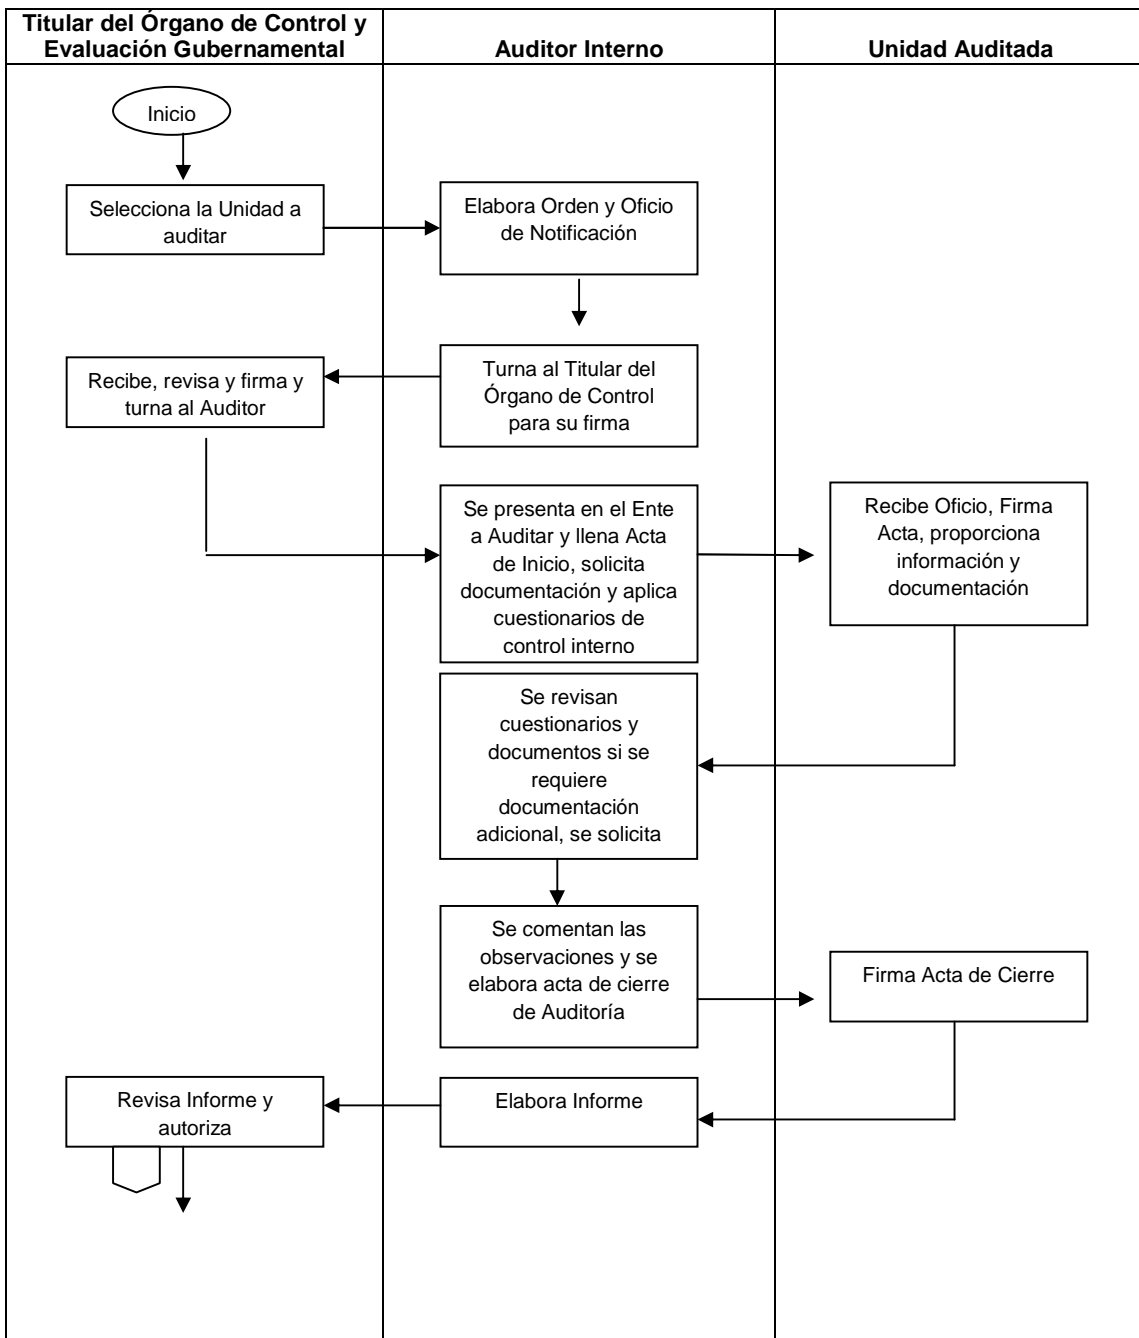 Titular del Órgano de Control y
Evaluación Gubernamental
Auditor Interno
Unidad Auditada
Inicio
Selecciona la Unidad a
auditar
Elabora Orden y Oficio
de Notificación
Turna al Titular del
Órgano de Control
para su firma
Recibe, revisa y firma y
turna al Auditor
Se presenta en el Ente
a Auditar y llena Acta
de Inicio, solicita
documentación y aplica
cuestionarios de
control interno
Recibe Oficio, Firma
Acta, proporciona
información y
documentación
Se revisan
cuestionarios y
documentos si se
requiere
documentación
adicional, se solicita
Se comentan las
observaciones y se
elabora acta de cierre
de Auditoría
Firma Acta de Cierre
Elabora Informe
Revisa Informe y
autoriza